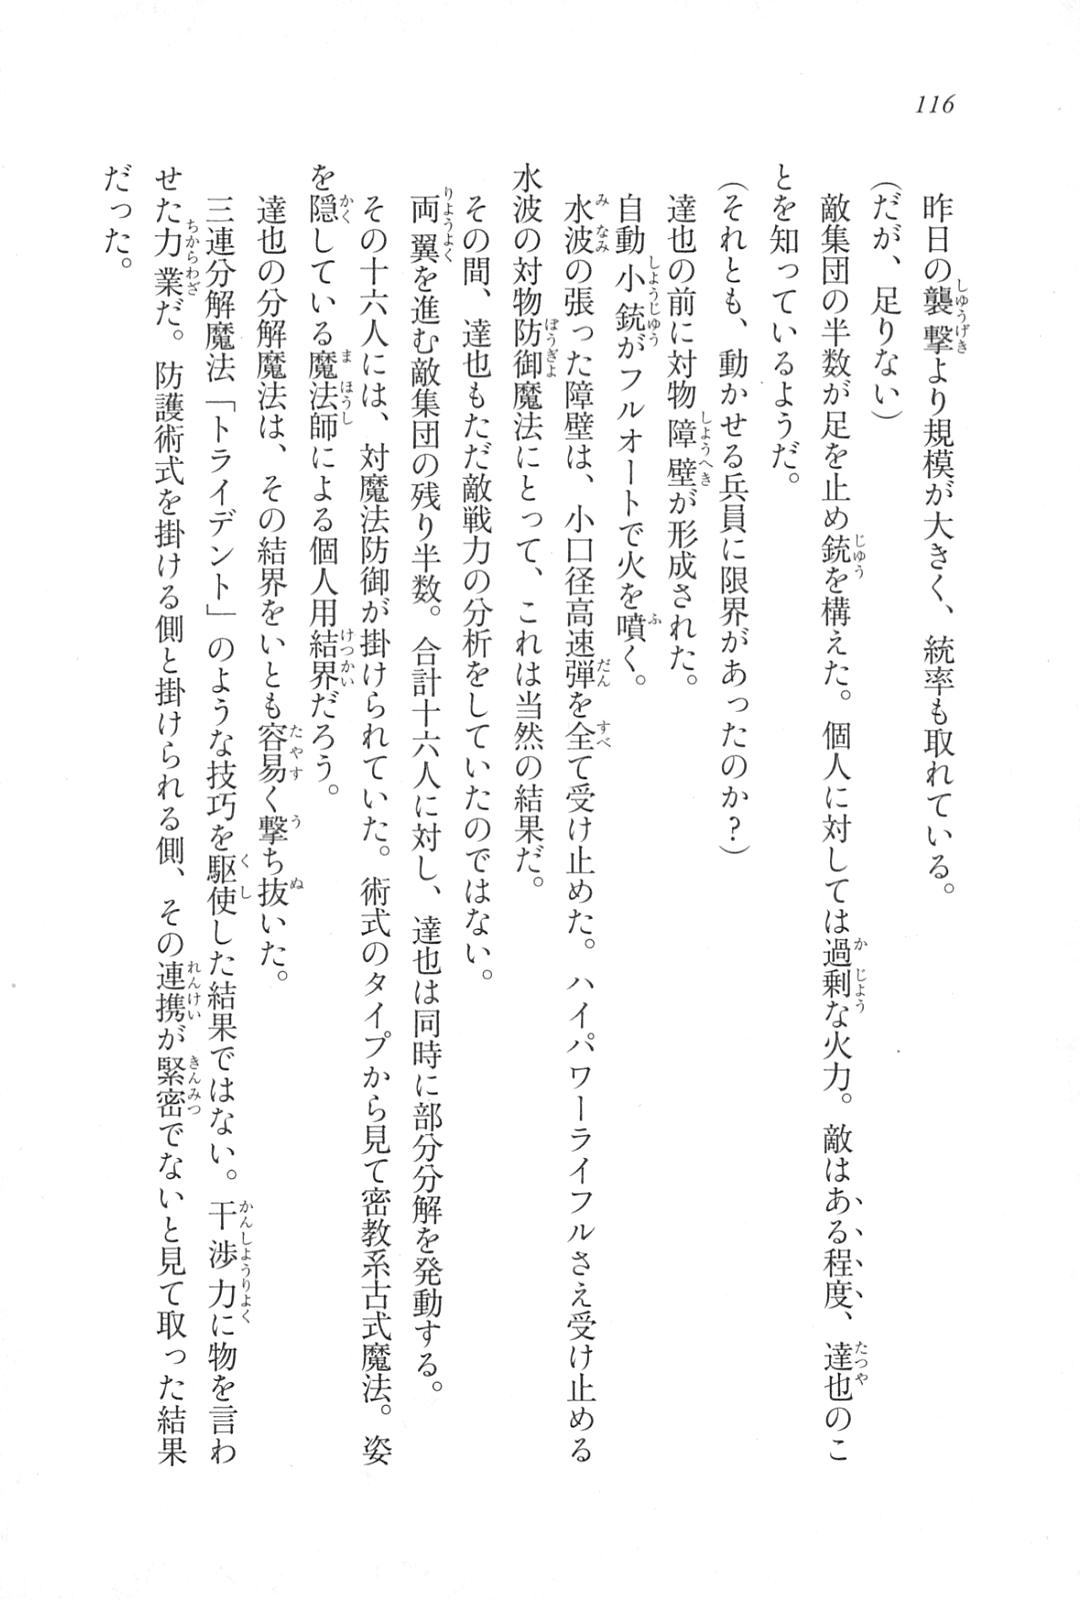 116
昨日の襲撃より規模が大きく、統率も取れている。
(だが、足りない)
敵集団の半数が足を止め銃を構えた。個人に対しては過剰な火力。敵はある程度、達也のこ
とを知っているようだ。
(それとも、動かせる兵員に限界があったのか?)
達也の前に対物障壁が形成された。
自動小銃がフルオートで火を噴く。
水波の張った障壁は、小口径高速弾を全て受け止めた。ハイパワーライフルさえ受け止める
水波の対物防御魔法にとって、これは当然の結果だ。
その間、達也もただ敵戦力の分析をしていたのではない。
両翼を進む敵集団の残り半数。合計十六人に対し、達也は同時に部分分解を発動する。
その十六人には、対魔法防御が掛けられていた。術式のタイプから見て密教系古式魔法。姿
を隠している魔法師による個人用結界だろう。
達也の分解魔法は、その結界をいとも容易く撃ち抜いた。
三連分解魔法「トライデント」のような技巧を駆使した結果ではない。干渉力に物を言わ
せた力業だ。防護術式を掛ける側と掛けられる側、その連携が緊密でないと見て取った結果
だった。